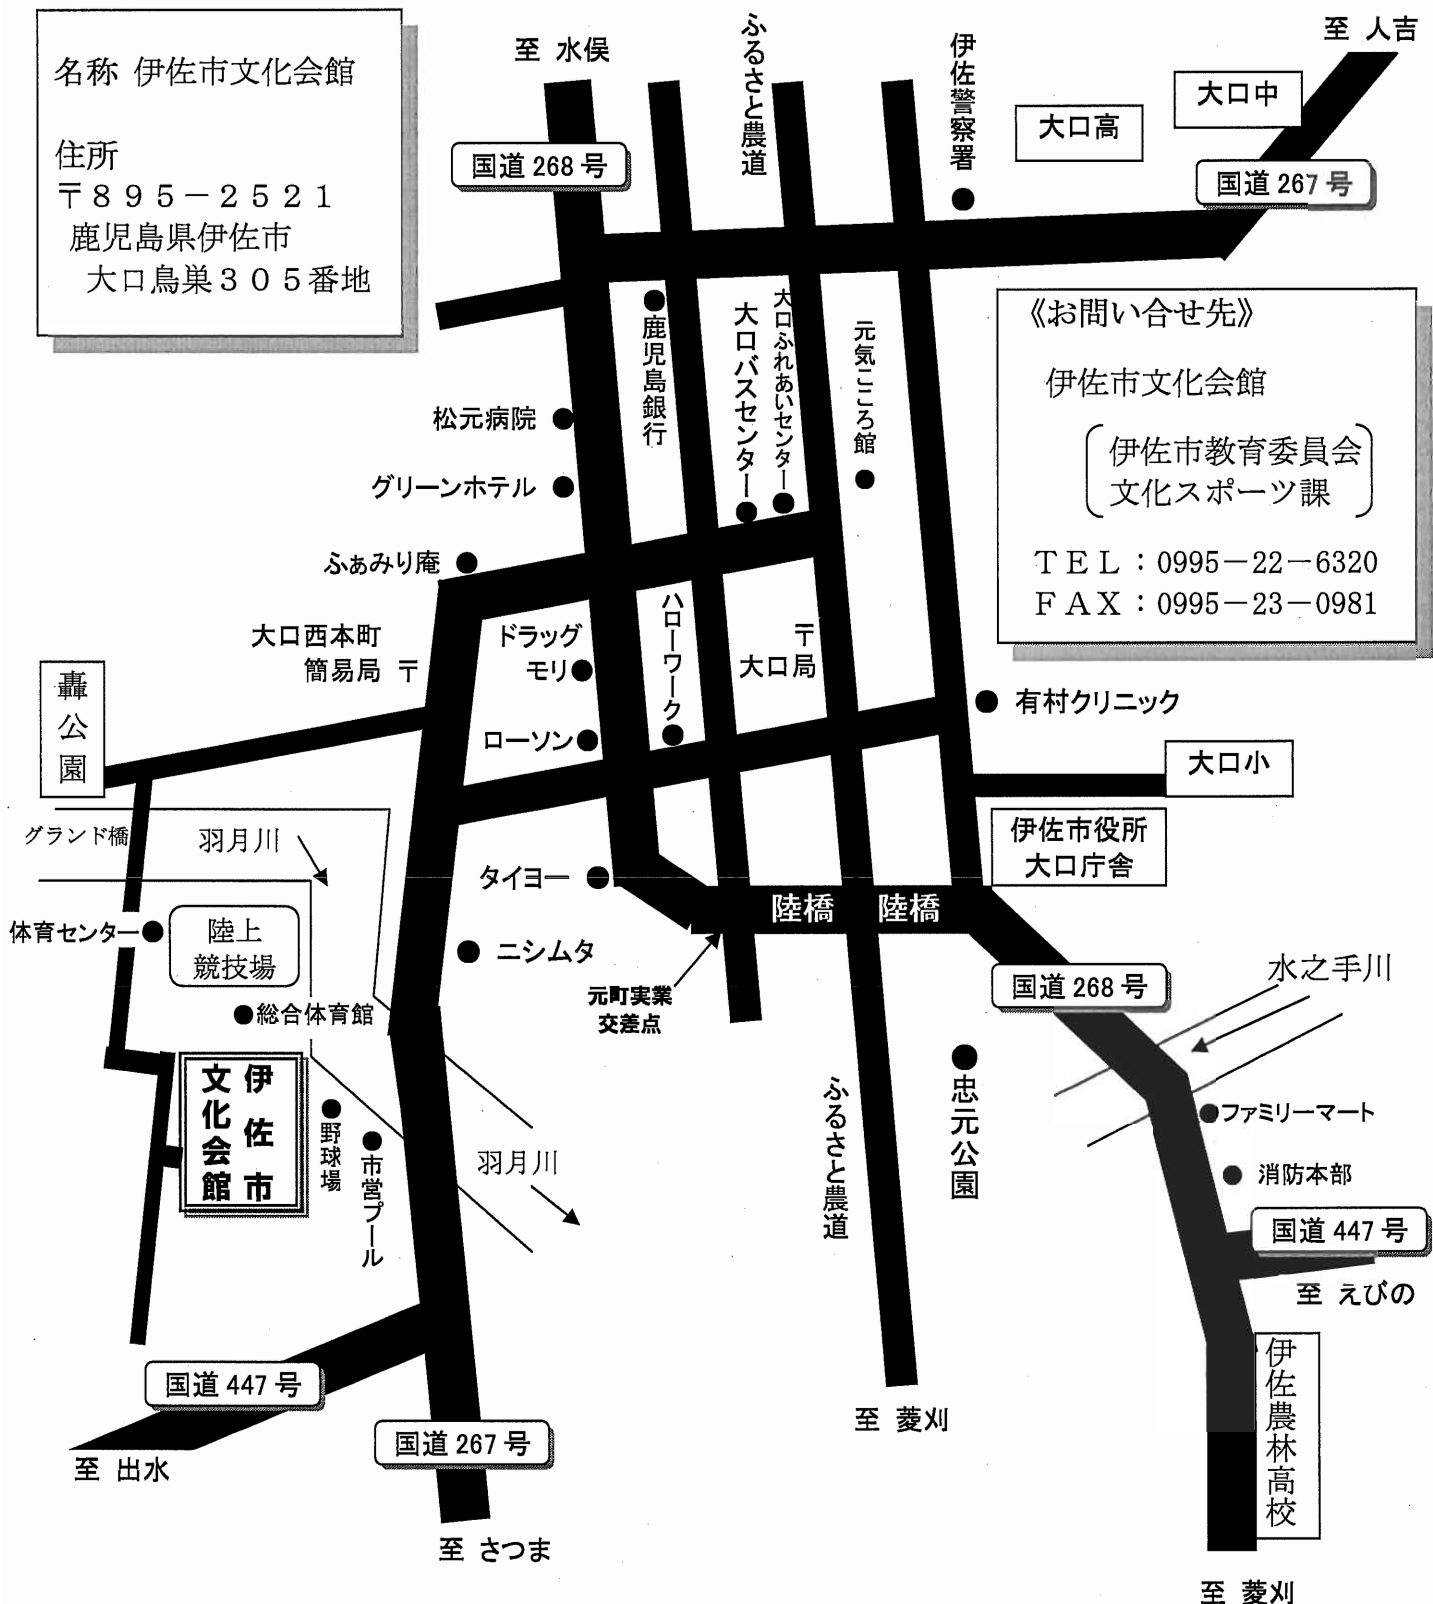 名称 伊佐市文化会館
住所
〒895-2521
鹿児島県伊佐市
大口鳥巣305番地
至 水俣
ふるさと農道
伊佐警察署
至 人吉
大口高
大口中
国道268号
国道267号
《お問い合せ先》
伊佐市文化会館
伊佐市教育委員会
文化スポーツ課
TEL:0995-22-6320
FAX:0995-23-0981
鹿児島銀行
大口バスセンター
大口ふれあいセンター
元気こころ館
松元病院
グリーンホテル
ふぁみり庵
大口西本町
簡易局 〒
ドラッグ
モリ
ハローワーク
〒
大口局
ローソン
有村クリニック
大口小
轟公園
グランド橋
羽月川
伊佐市役所
大口庁舎
タイヨー
陸橋
陸橋
体育センター
陸上
競技場
ニシムタ
元町実業
交差点
国道268号
水之手川
総合体育館
伊佐市
文化会館
野球場
市営プール
羽月川
ふるさと農道
忠元公園
ファミリーマート
消防本部
国道447号
至 えびの
伊佐農林高校
国道447号
至 出水
国道267号
至 さつま
至 菱刈
至 菱刈